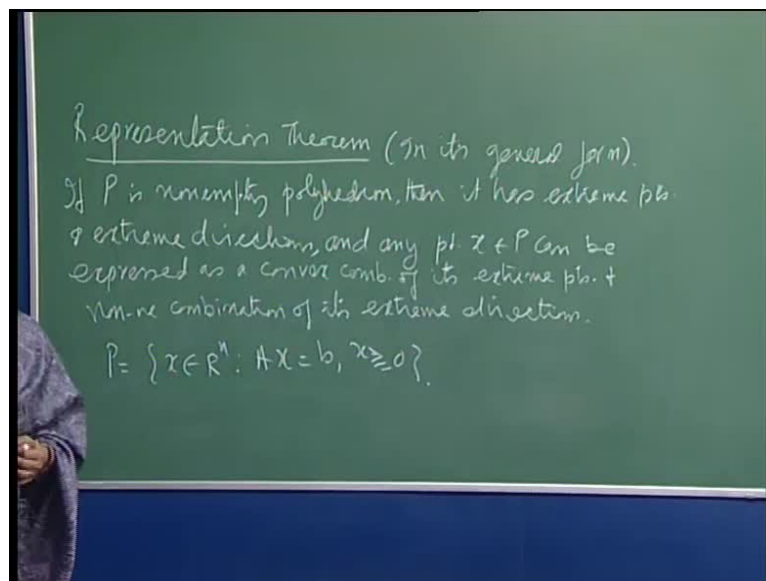 Representation Theorem (In its general form).
If P is nonempty polyhedron, then it has extreme pts.
& extreme directions, and any pt. x ∈ P can be
expressed as a convex comb. of its extreme pts. +
non-ne combination of its extreme direction.
P = {x ∈ R^n : AX = b, x ≥ 0}.